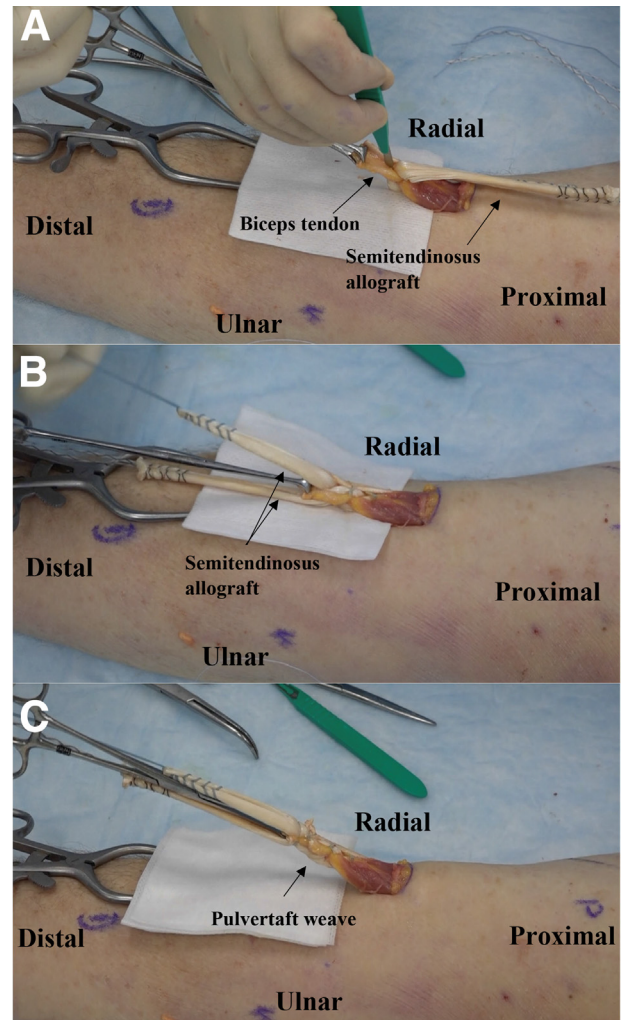 A
Radial
Biceps tendon
Distal
Semitendinosus
allograft
Proximal
Ulnar
B
Radial
Semitendinosus
allograft
Distal
Proximal
Ulnar
C
Radial
Pulvertaft weave
Distal
Proximal
Ulnar